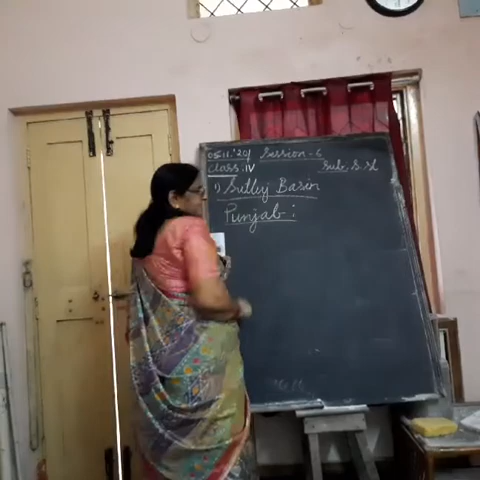 05.11.'20 Session - 6
Class: IV Sub: S.St
1) Sutlej Basin
Punjab :